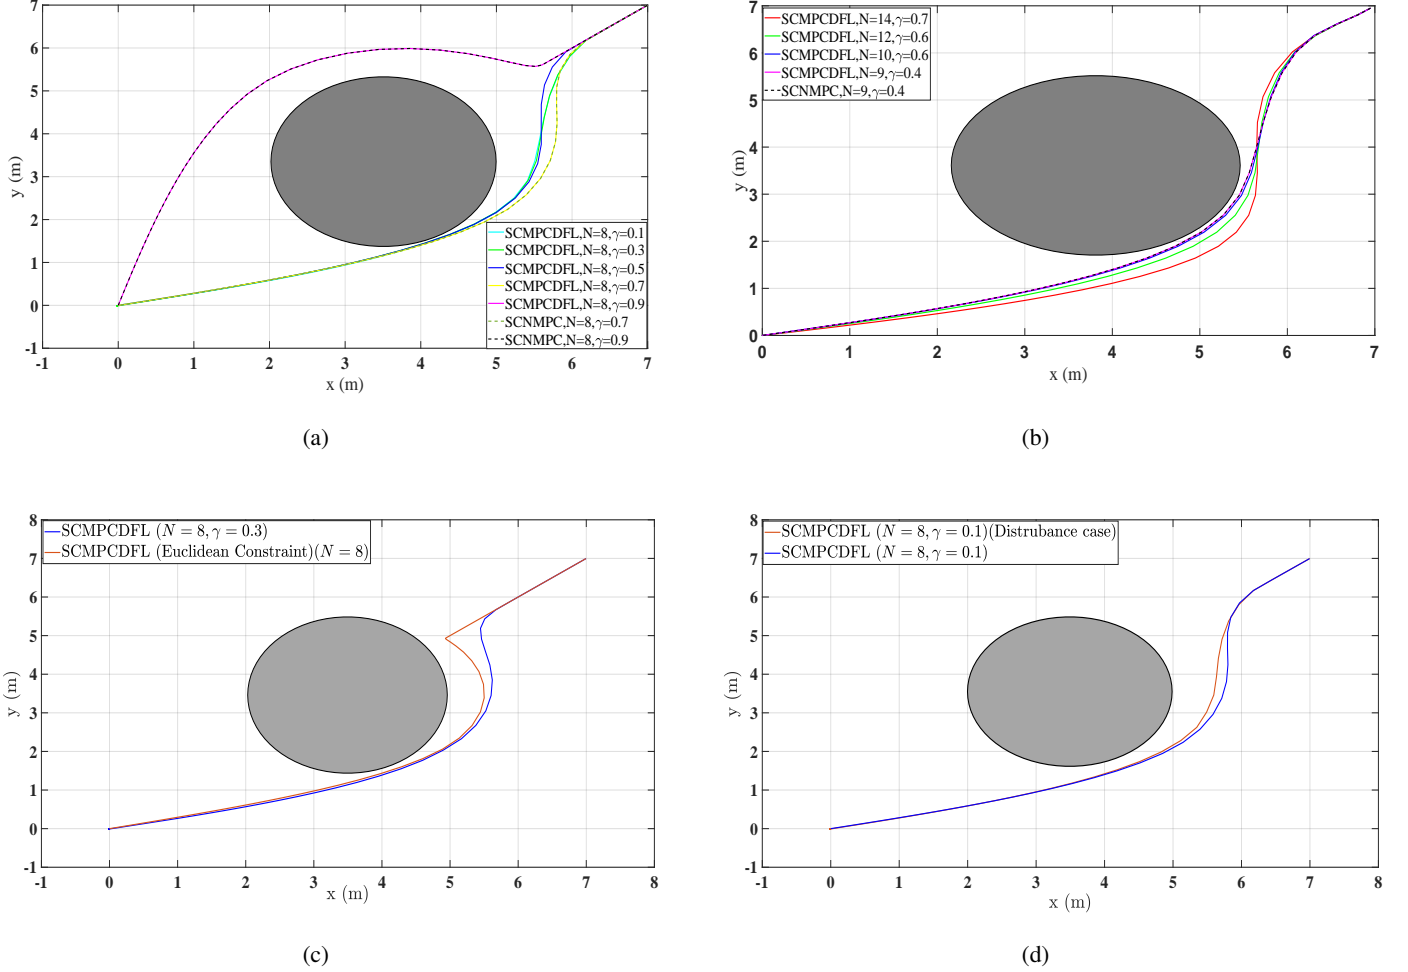 7
6
5
4
3
2
1
0
-1
y (m)
-1 0 1 2 3 4 5 6 7
x (m)
SCMPCDFL,N=8,γ=0.1
SCMPCDFL,N=8,γ=0.3
SCMPCDFL,N=8,γ=0.5
SCMPCDFL,N=8,γ=0.7
SCMPCDFL,N=8,γ=0.9
SCNMPC,N=8,γ=0.7
SCNMPC,N=8,γ=0.9
(a)
7
6
5
4
3
2
1
0
y (m)
0 1 2 3 4 5 6 7
x (m)
SCMPCDFL,N=14,γ=0.7
SCMPCDFL,N=12,γ=0.6
SCMPCDFL,N=10,γ=0.6
SCMPCDFL,N=9,γ=0.4
SCNMPC,N=9,γ=0.4
(b)
8
7
6
5
4
3
2
1
0
-1
y (m)
-1 0 1 2 3 4 5 6 7 8
x (m)
SCMPCDFL (N = 8, γ = 0.3)
SCMPCDFL (Euclidean Constraint)(N = 8)
(c)
8
7
6
5
4
3
2
1
0
-1
y (m)
-1 0 1 2 3 4 5 6 7 8
x (m)
SCMPCDFL (N = 8, γ = 0.1)(Distrubance case)
SCMPCDFL (N = 8, γ = 0.1)
(d)